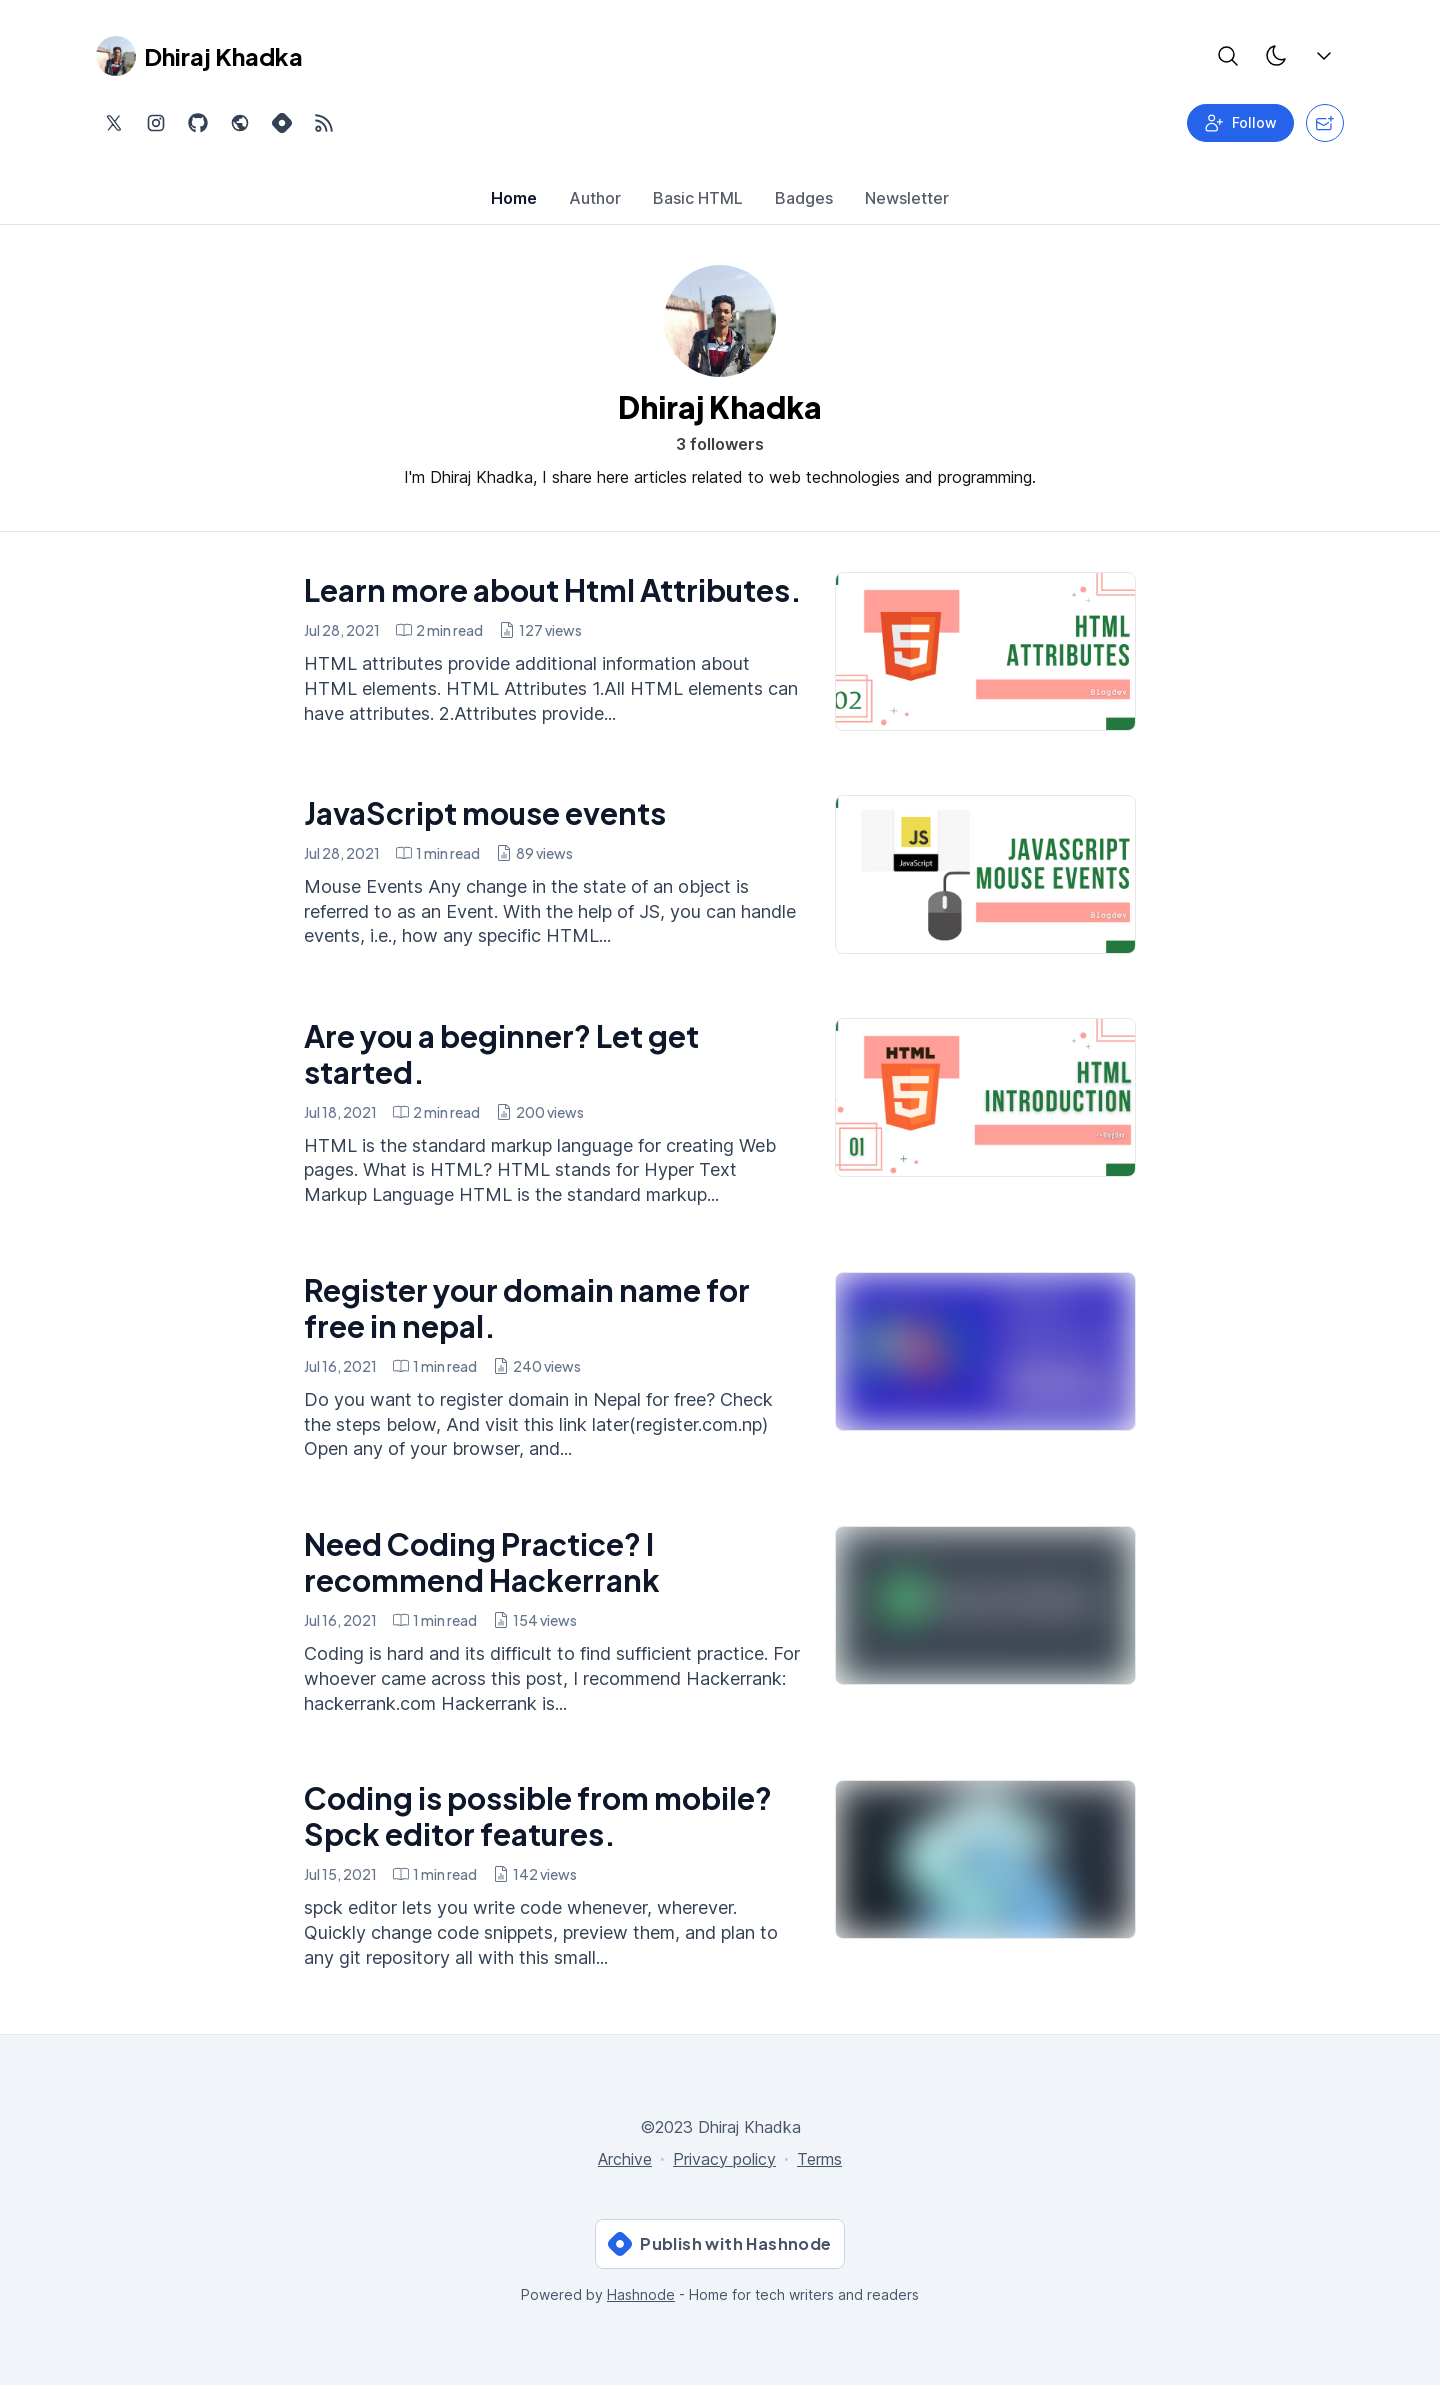 Dhiraj Khadka
Follow
Home
Author
Basic HTML
Badges
Newsletter
Dhiraj Khadka
3 followers
I'm Dhiraj Khadka, I share here articles related to web technologies and programming.
Learn more about Html Attributes.
Jul 28, 2021 2 min read 127 views
HTML attributes provide additional information about
HTML elements. HTML Attributes 1.All HTML elements can
have attributes. 2.Attributes provide...
HTML
ATTRIBUTES
Blogdev
02
JavaScript mouse events
Jul 28, 2021 1 min read 89 views
Mouse Events Any change in the state of an object is
referred to as an Event. With the help of JS, you can handle
events, i.e., how any specific HTML...
JS
JavaScript
JAVASCRIPT
MOUSE EVENTS
Blogdev
Are you a beginner? Let get
started.
Jul 18, 2021 2 min read 200 views
HTML is the standard markup language for creating Web
pages. What is HTML? HTML stands for Hyper Text
Markup Language HTML is the standard markup...
HTML
HTML
INTRODUCTION
~Blogdev
01
Register your domain name for
free in nepal.
Jul 16, 2021 1 min read 240 views
Do you want to register domain in Nepal for free? Check
the steps below, And visit this link later(register.com.np)
Open any of your browser, and...
Need Coding Practice? I
recommend Hackerrank
Jul 16, 2021 1 min read 154 views
Coding is hard and its difficult to find sufficient practice. For
whoever came across this post, I recommend Hackerrank:
hackerrank.com Hackerrank is...
Coding is possible from mobile?
Spck editor features.
Jul 15, 2021 1 min read 142 views
spck editor lets you write code whenever, wherever.
Quickly change code snippets, preview them, and plan to
any git repository all with this small...
©2023 Dhiraj Khadka
Archive · Privacy policy · Terms
Publish with Hashnode
Powered by Hashnode - Home for tech writers and readers